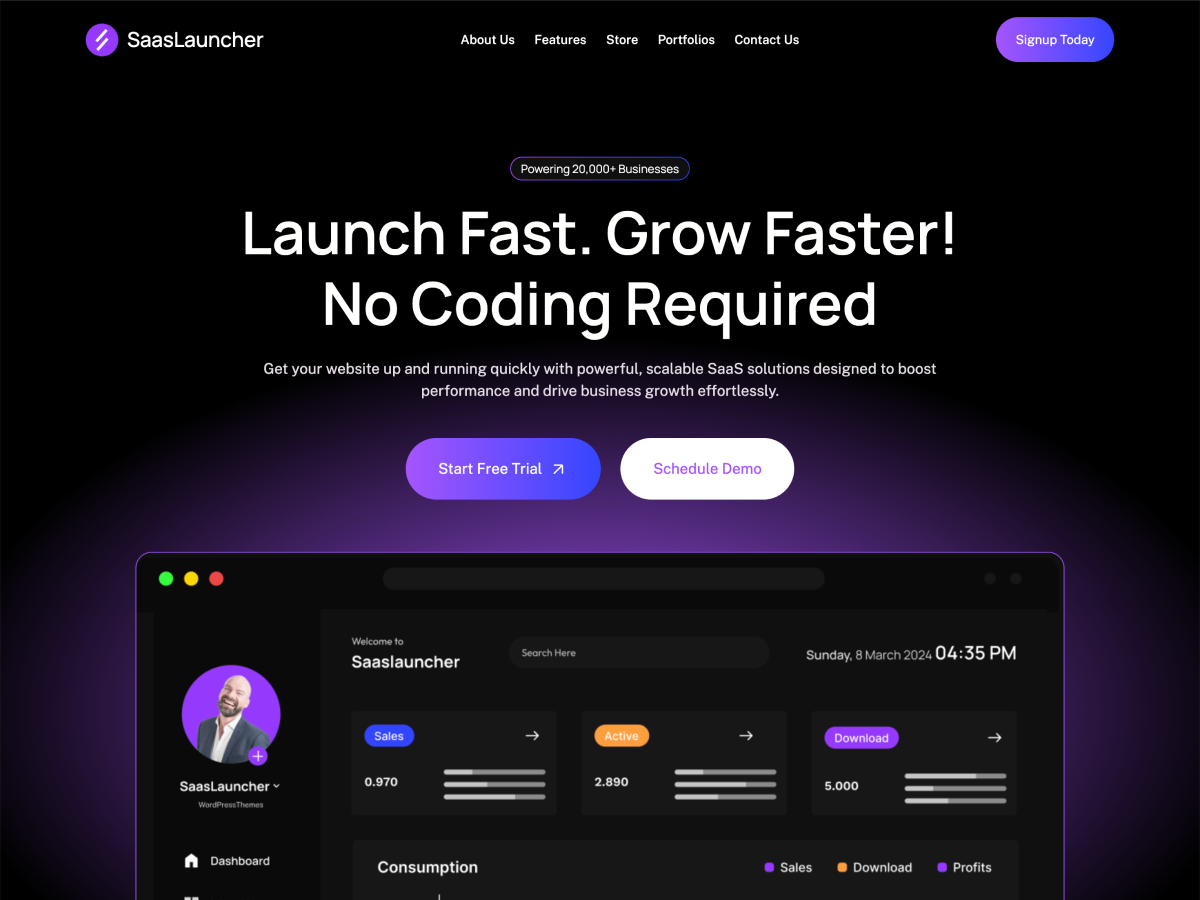 SaasLauncher
About Us
Features
Store
Portfolios
Contact Us
Signup Today
Powering 20,000+ Businesses
Launch Fast. Grow Faster!
No Coding Required
Get your website up and running quickly with powerful, scalable SaaS solutions designed to boost
performance and drive business growth effortlessly.
Start Free Trial
Schedule Demo
Welcome to
Saaslauncher
Search Here
Sunday, 8 March 2024 04:35 PM
SaasLauncher
WordPressThemes
Dashboard
Sales
0.970
Active
2.890
Download
5.000
Consumption
Sales
Download
Profits